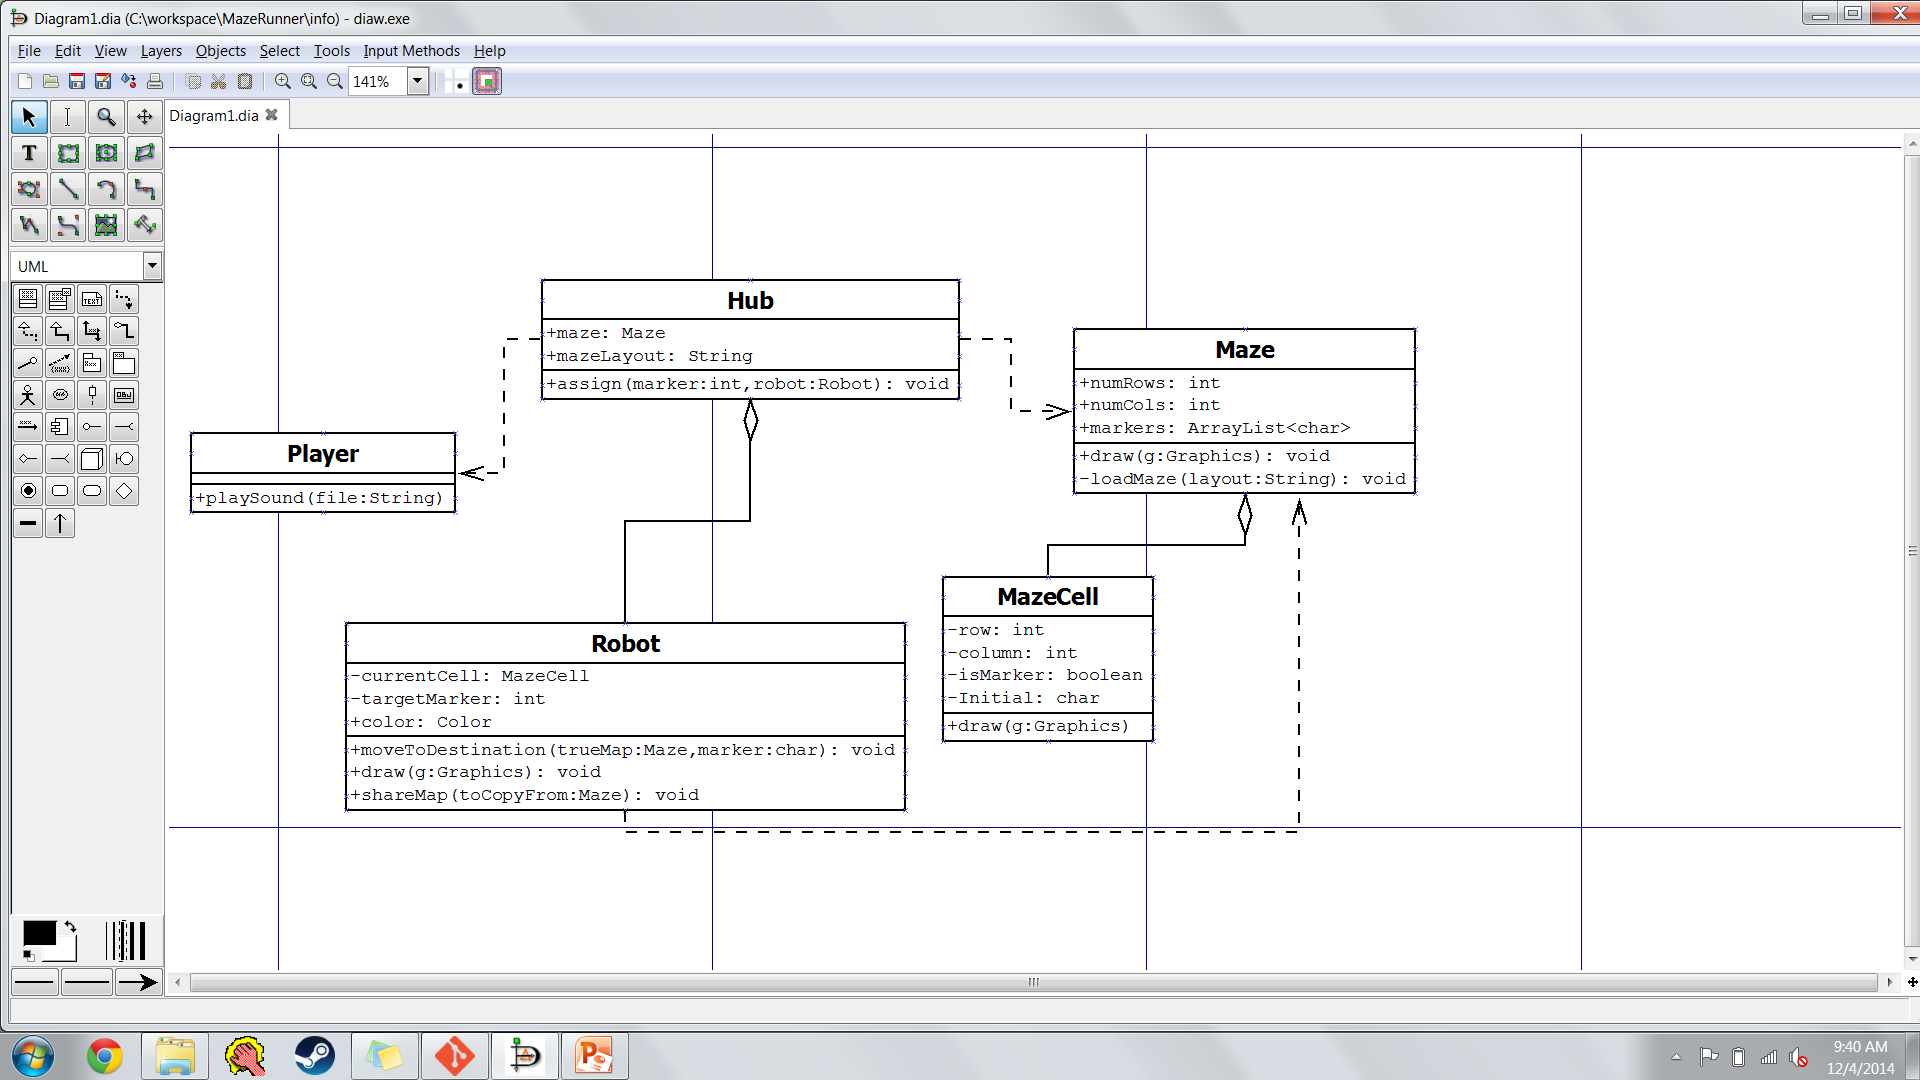 Diagram1.dia (C:\workspace\MazeRunner\info) - diaw.exe
File Edit View Layers Objects Select Tools Input Methods Help
141%
Diagram1.dia
T
UML
TEXT
OBJ
Hub
+maze: Maze
+mazeLayout: String
+assign(marker:int,robot:Robot): void
Maze
+numRows: int
+numCols: int
+markers: ArrayList<char>
+draw(g:Graphics): void
-loadMaze(layout:String): void
Player
+playSound(file:String)
MazeCell
-row: int
-column: int
-isMarker: boolean
-Initial: char
+draw(g:Graphics)
Robot
-currentCell: MazeCell
-targetMarker: int
+color: Color
+moveToDestination(trueMap:Maze,marker:char): void
+draw(g:Graphics): void
+shareMap(toCopyFrom:Maze): void
9:40 AM
12/4/2014